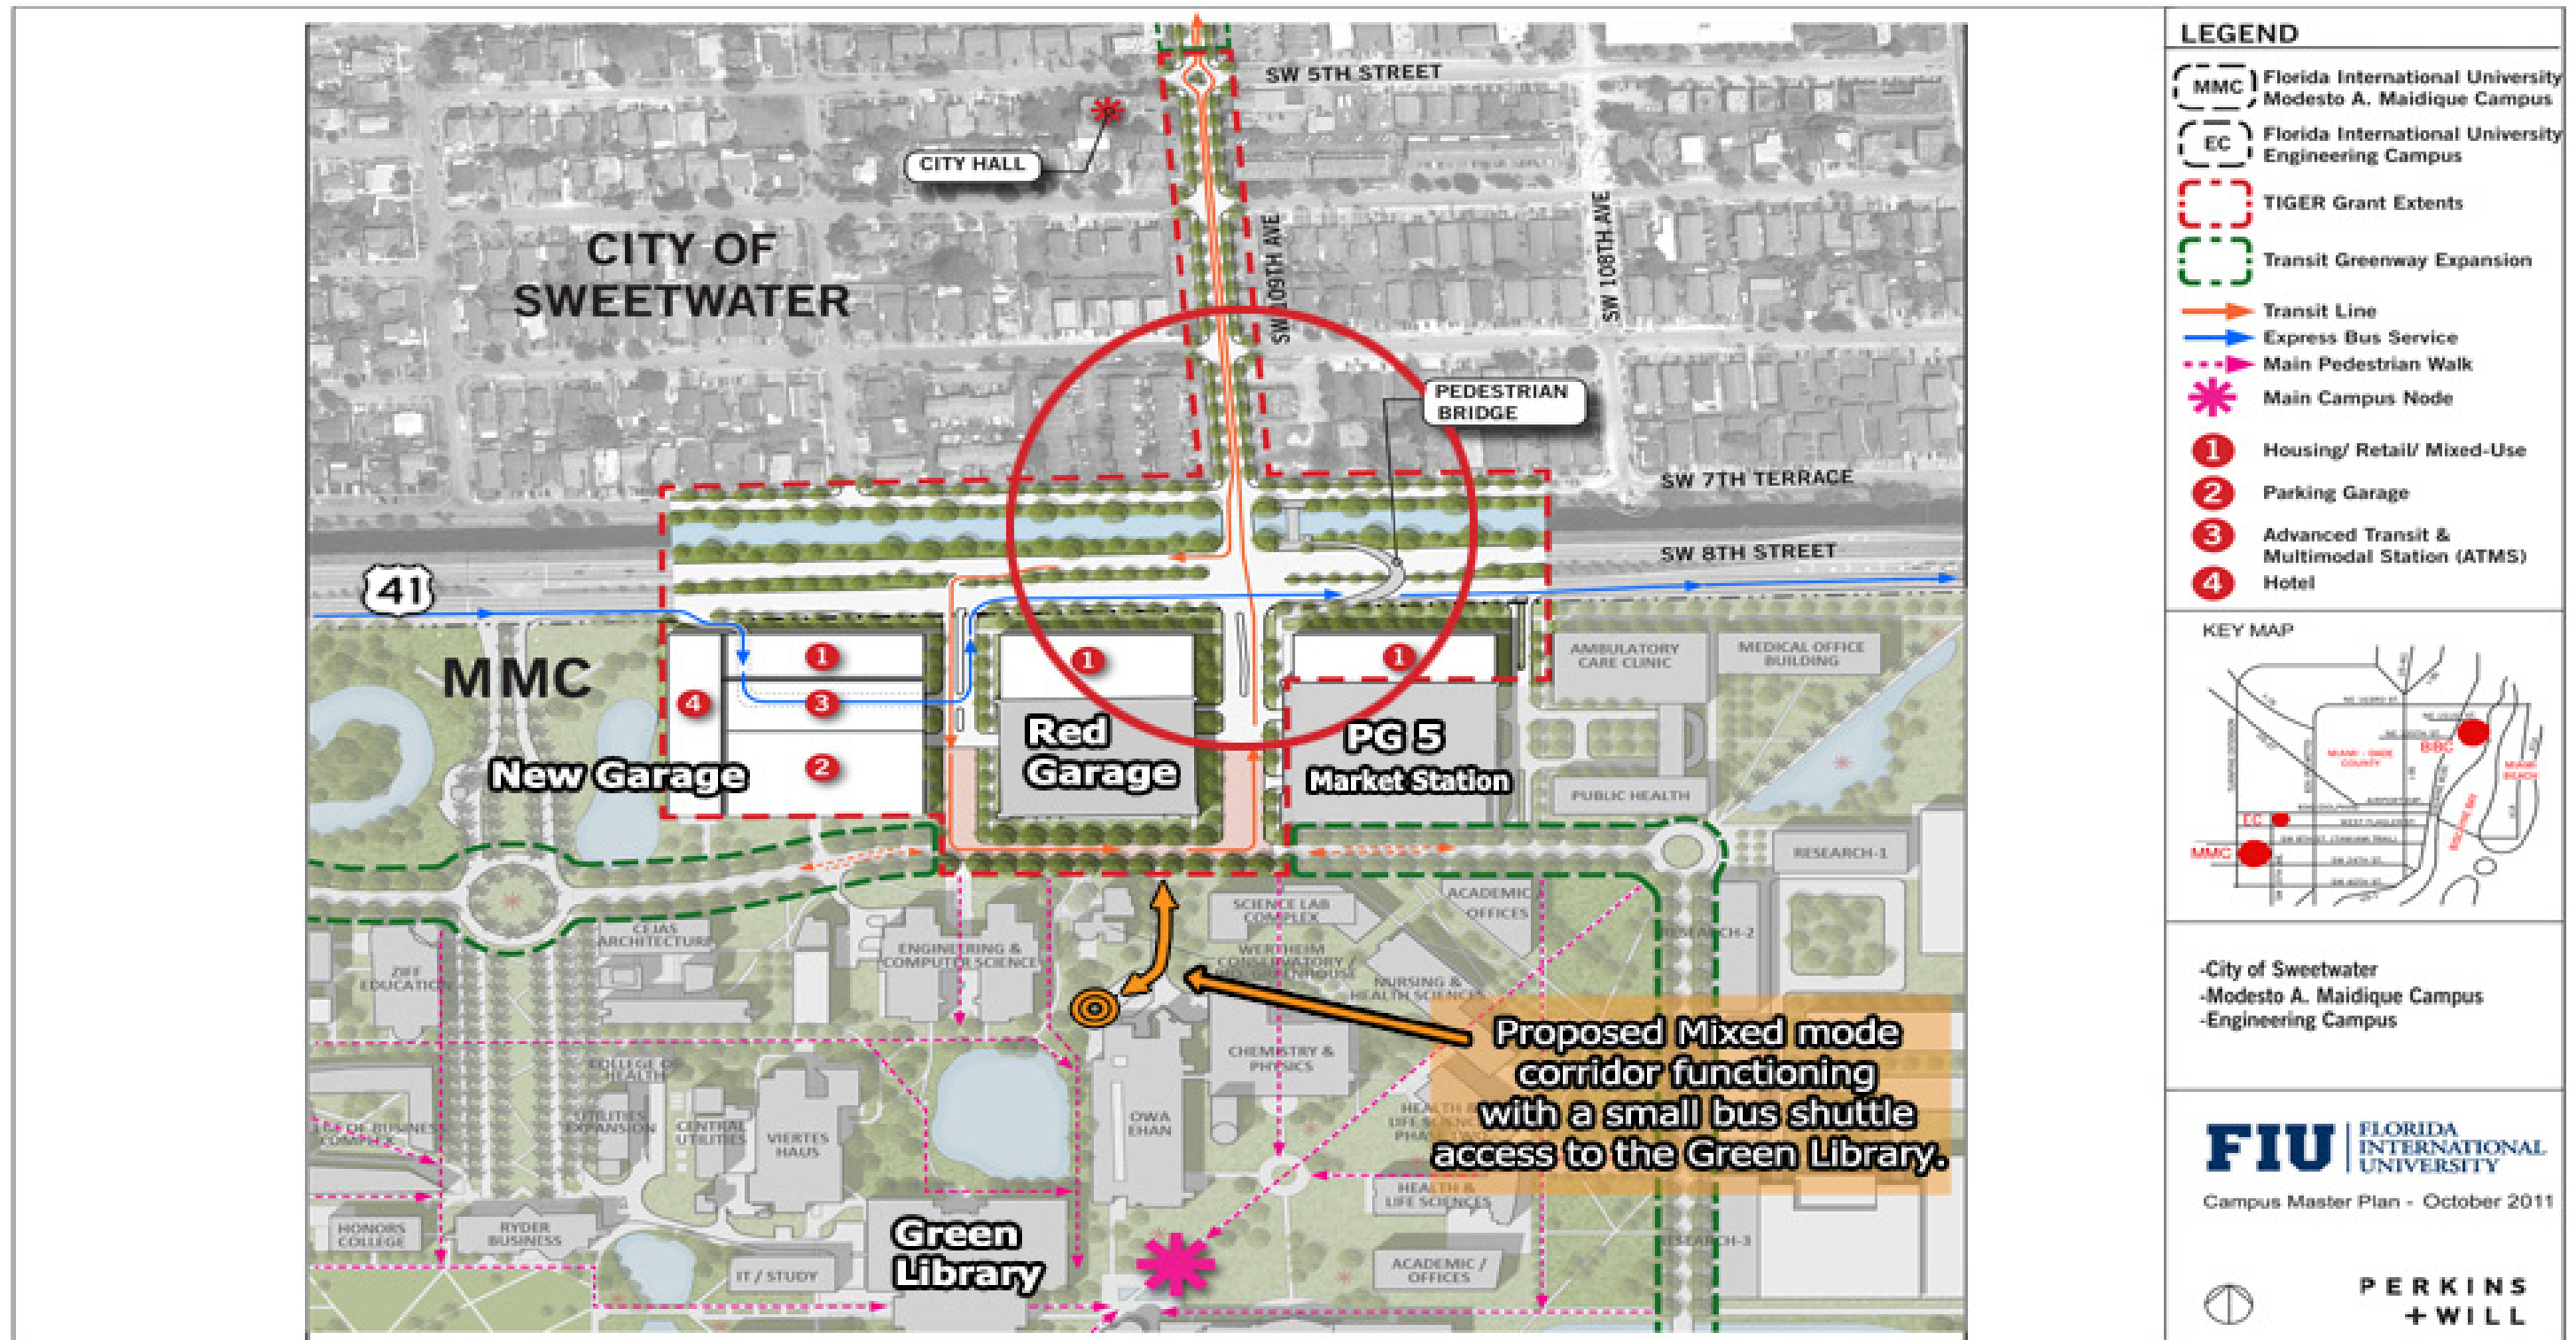 SW 5TH STREET
CITY HALL
CITY OF
SWEETWATER
SW 109TH AVE
SW 108TH AVE
PEDESTRIAN
BRIDGE
SW 7TH TERRACE
SW 8TH STREET
41
MMC
1
1
1
3
4
2
New Garage
Red
Garage
PG 5
Market Station
AMBULATORY
CARE CLINIC
MEDICAL OFFICE
BUILDING
PUBLIC HEALTH
RESEARCH-1
RESEARCH-2
RESEARCH-3
ZIFF
EDUCATION
CEJAS
ARCHITECTURE
ENGINEERING &
COMPUTER SCIENCE
SCIENCE LAB
COMPLEX
ACADEMIC
OFFICES
WERTHEIM
CONSERVATORY /
GREENHOUSE
NURSING &
HEALTH SCIENCES
CHEMISTRY &
PHYSICS
Proposed Mixed mode
corridor functioning
with a small bus shuttle
access to the Green Library.
COLLEGE OF
HEALTH
UTILITIES
EXPANSION
CENTRAL
UTILITIES
VIERTES
HAUS
OWA
EHAN
HEALTH &
LIFE SCIENCES
HONORS
COLLEGE
RYDER
BUSINESS
IT / STUDY
Green
Library
ACADEMIC /
OFFICES
LEGEND
MMC
Florida International University
Modesto A. Maidique Campus
EC
Florida International University
Engineering Campus
TIGER Grant Extents
Transit Greenway Expansion
Transit Line
Express Bus Service
Main Pedestrian Walk
Main Campus Node
1 Housing/ Retail/ Mixed-Use
2 Parking Garage
3 Advanced Transit &
Multimodal Station (ATMS)
4 Hotel
KEY MAP
BBC
MIAMI - DADE
COUNTY
MIAMI
BEACH
EC
MMC
-City of Sweetwater
-Modesto A. Maidique Campus
-Engineering Campus
FIU
FLORIDA
INTERNATIONAL
UNIVERSITY
Campus Master Plan - October 2011
PERKINS
+WILL